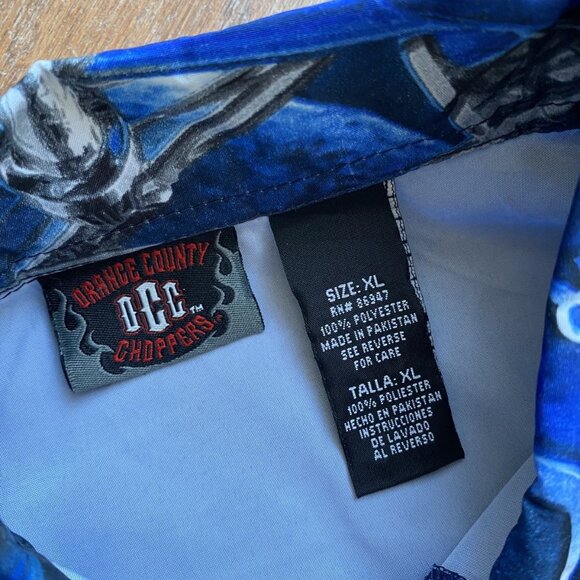 ORANGE COUNTY
OCC™
CHOPPERS
SIZE: XL
RN# 85947
100% POLYESTER
MADE IN PAKISTAN
SEE REVERSE
FOR CARE
TALLA: XL
100% POLIESTER
HECHO EN PAKISTAN
INSTRUCCIONES
DE LAVADO
AL REVERSO